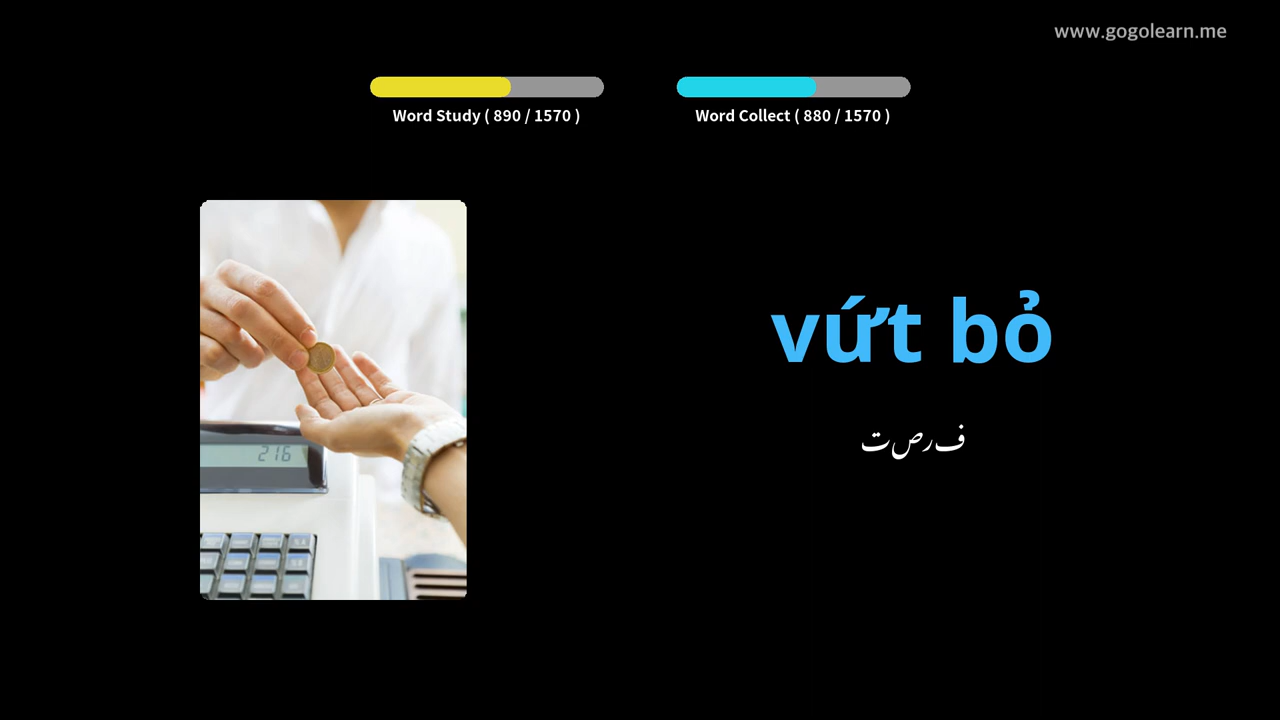 www.gogolearn.me
Word Study ( 890 / 1570 )
Word Collect ( 880 / 1570 )
vứt bỏ
فرصت
216